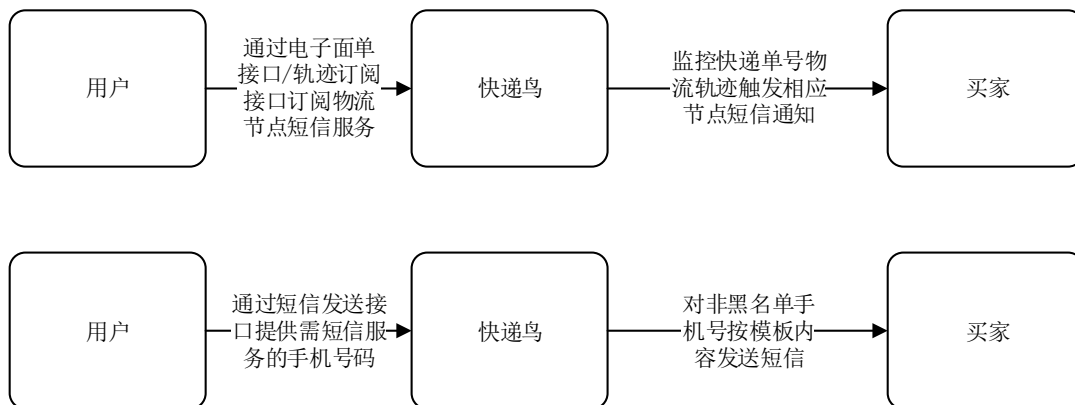 用户
通过电子面单
接口/轨迹订阅
接口订阅物流
节点短信服务
快递鸟
监控快递单号物
流轨迹触发相应
节点短信通知
买家
用户
通过短信发送接
口提供需短信服
务的手机号码
快递鸟
对非黑名单手
机号按模板内
容发送短信
买家